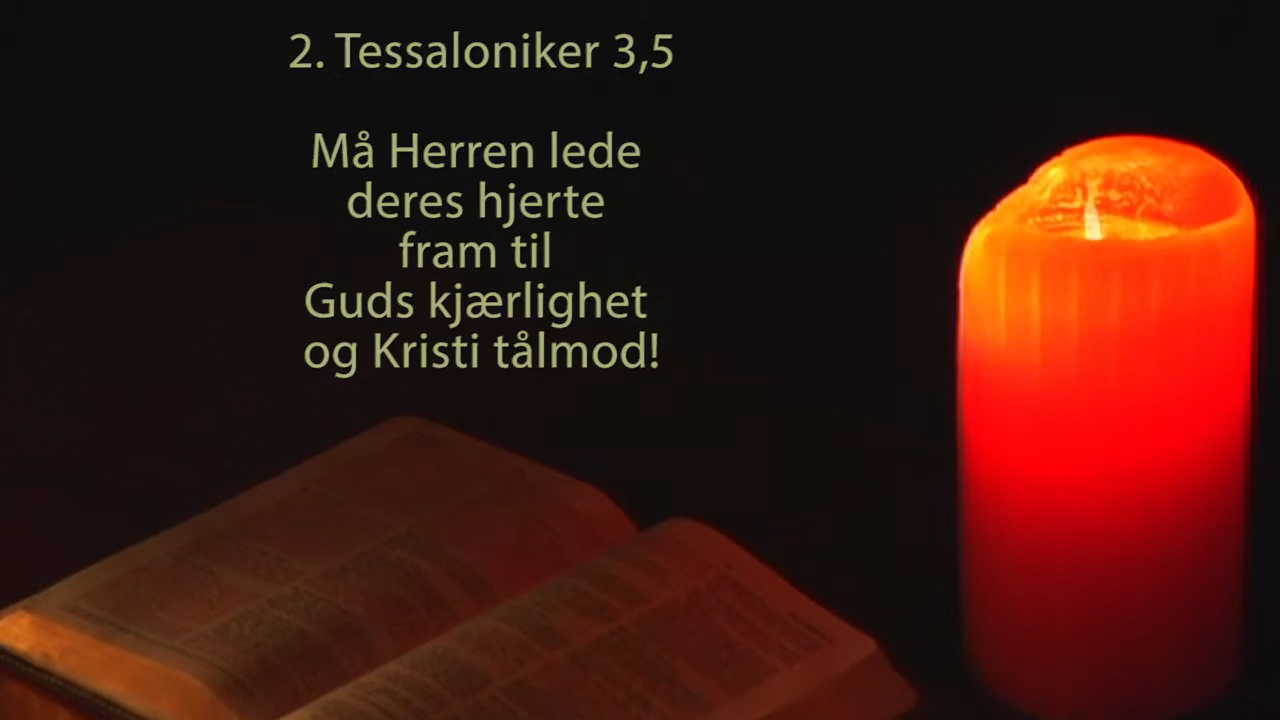 2. Tessaloniker 3,5
Må Herren lede
deres hjerte
fram til
Guds kjærlighet
og Kristi tålmod!